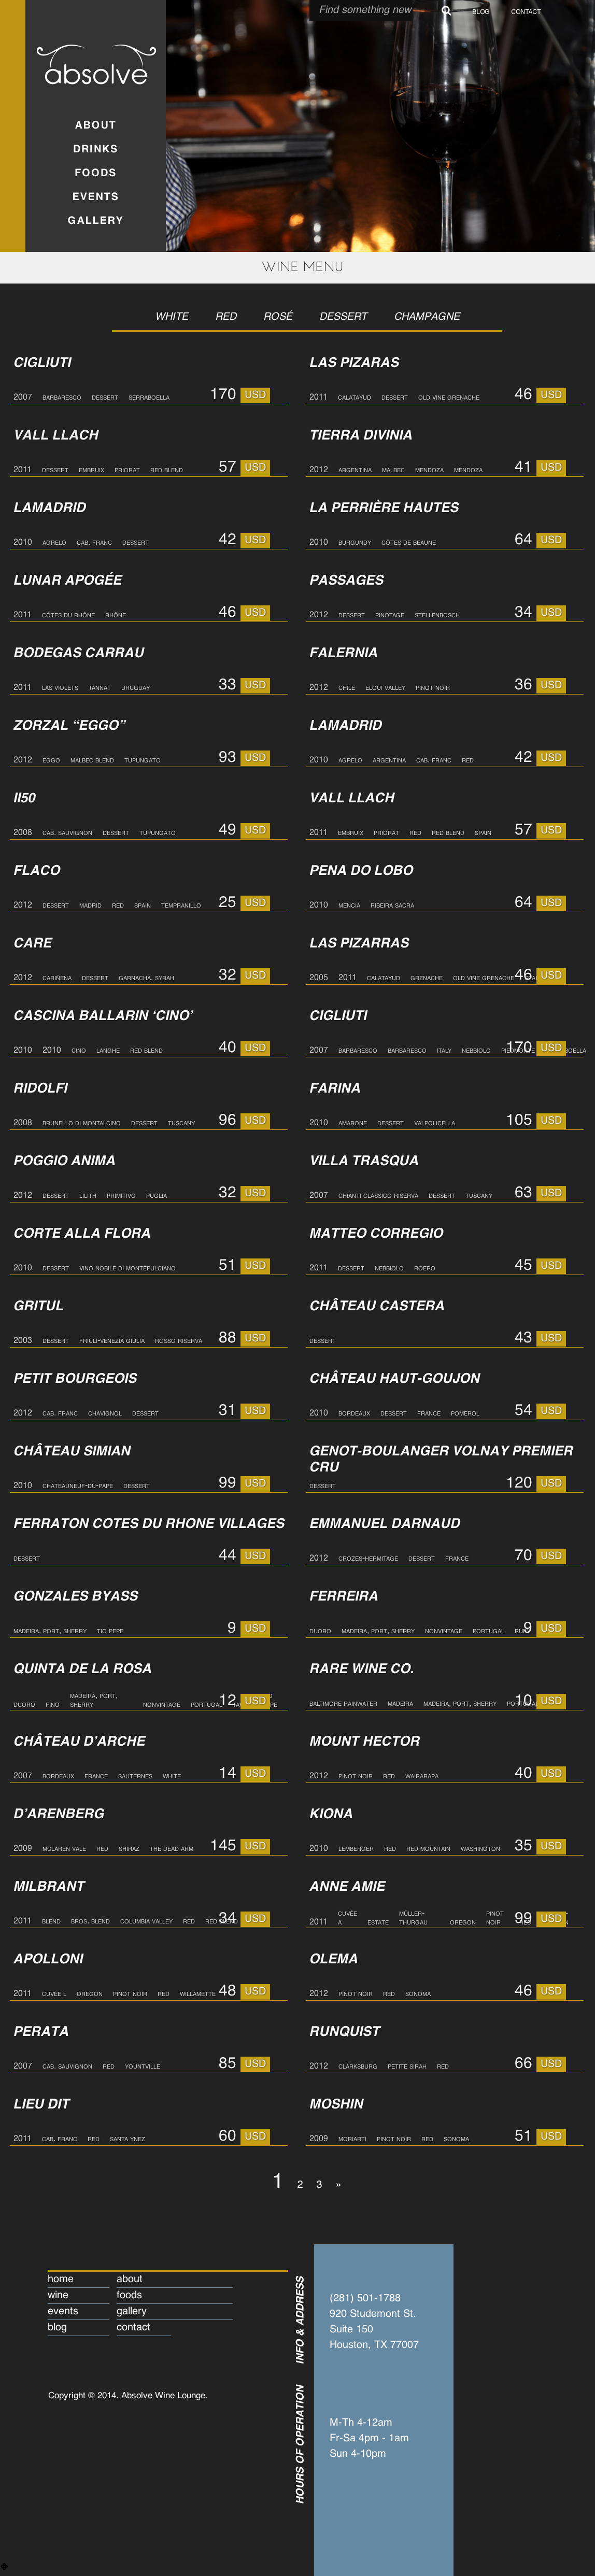 Find something new
BLOG CONTACT
absolve
ABOUT
DRINKS
FOODS
EVENTS
GALLERY
WINE MENU
WHITE RED ROSÉ DESSERT CHAMPAGNE
CIGLIUTI
2007 BARBARESCO DESSERT SERRABOELLA 170 USD
LAS PIZARAS
2011 CALATAYUD DESSERT OLD VINE GRENACHE 46 USD
VALL LLACH
2011 DESSERT EMBRUIX PRIORAT RED BLEND 57 USD
TIERRA DIVINIA
2012 ARGENTINA MALBEC MENDOZA MENDOZA 41 USD
LAMADRID
2010 AGRELO CAB. FRANC DESSERT 42 USD
LA PERRIÈRE HAUTES
2010 BURGUNDY CÔTES DE BEAUNE 64 USD
LUNAR APOGÉE
2011 CÔTES DU RHÔNE RHÔNE 46 USD
PASSAGES
2012 DESSERT PINOTAGE STELLENBOSCH 34 USD
BODEGAS CARRAU
2011 LAS VIOLETS TANNAT URUGUAY 33 USD
FALERNIA
2012 CHILE ELQUI VALLEY PINOT NOIR 36 USD
ZORZAL “EGGO”
2012 EGGO MALBEC BLEND TUPUNGATO 93 USD
LAMADRID
2010 AGRELO ARGENTINA CAB. FRANC RED 42 USD
II50
2008 CAB. SAUVIGNON DESSERT TUPUNGATO 49 USD
VALL LLACH
2011 EMBRUIX PRIORAT RED RED BLEND SPAIN 57 USD
FLACO
2012 DESSERT MADRID RED SPAIN TEMPRANILLO 25 USD
PENA DO LOBO
2010 MENCIA RIBEIRA SACRA 64 USD
CARE
2012 CARIÑENA DESSERT GARNACHA, SYRAH 32 USD
LAS PIZARRAS
2005 2011 CALATAYUD GRENACHE OLD VINE GRENACHE 46 USD
CASCINA BALLARIN ‘CINO’
2010 2010 CINO LANGHE RED BLEND 40 USD
CIGLIUTI
2007 BARBARESCO BARBARESCO ITALY NEBBIOLO 170 USD
RIDOLFI
2008 BRUNELLO DI MONTALCINO DESSERT TUSCANY 96 USD
FARINA
2010 AMARONE DESSERT VALPOLICELLA 105 USD
POGGIO ANIMA
2012 DESSERT LILITH PRIMITIVO PUGLIA 32 USD
VILLA TRASQUA
2007 CHIANTI CLASSICO RISERVA DESSERT TUSCANY 63 USD
CORTE ALLA FLORA
2010 DESSERT VINO NOBILE DI MONTEPULCIANO 51 USD
MATTEO CORREGIO
2011 DESSERT NEBBIOLO ROERO 45 USD
GRITUL
2003 DESSERT FRIULI-VENEZIA GIULIA ROSSO RISERVA 88 USD
CHÂTEAU CASTERA
DESSERT 43 USD
PETIT BOURGEOIS
2012 CAB. FRANC CHAVIGNOL DESSERT 31 USD
CHÂTEAU HAUT-GOUJON
2010 BORDEAUX DESSERT FRANCE POMEROL 54 USD
CHÂTEAU SIMIAN
2010 CHATEAUNEUF-DU-PAPE DESSERT 99 USD
GENOT-BOULANGER VOLNAY PREMIER
CRU
DESSERT 120 USD
FERRATON COTES DU RHONE VILLAGES
DESSERT 44 USD
EMMANUEL DARNAUD
2012 CROZES-HERMITAGE DESSERT FRANCE 70 USD
GONZALES BYASS
MADEIRA, PORT, SHERRY TIO PEPE 9 USD
FERREIRA
DUORO MADEIRA, PORT, SHERRY NONVINTAGE PORTUGAL 9 USD
QUINTA DE LA ROSA
MADEIRA, PORT,
DUORO FINO SHERRY NONVINTAGE PORTUGAL 12 USD
RARE WINE CO.
BALTIMORE RAINWATER MADEIRA MADEIRA, PORT, SHERRY 10 USD
CHÂTEAU D’ARCHE
2007 BORDEAUX FRANCE SAUTERNES WHITE 14 USD
MOUNT HECTOR
2012 PINOT NOIR RED WAIRARAPA 40 USD
D’ARENBERG
2009 MCLAREN VALE RED SHIRAZ THE DEAD ARM 145 USD
KIONA
2010 LEMBERGER RED RED MOUNTAIN WASHINGTON 35 USD
MILBRANT
2011 BLEND BROS. BLEND COLUMBIA VALLEY RED RED 34 USD
ANNE AMIE
CUVÉE MÜLLER- PINOT
2011 A ESTATE THURGAU OREGON NOIR 99 USD
APOLLONI
2011 CUVÉE L OREGON PINOT NOIR RED WILLAMETTE 48 USD
OLEMA
2012 PINOT NOIR RED SONOMA 46 USD
PERATA
2007 CAB. SAUVIGNON RED YOUNTVILLE 85 USD
RUNQUIST
2012 CLARKSBURG PETITE SIRAH RED 66 USD
LIEU DIT
2011 CAB. FRANC RED SANTA YNEZ 60 USD
MOSHIN
2009 MORIARTI PINOT NOIR RED SONOMA 51 USD
1 2 3 »
home about
wine foods
events gallery
blog contact
Copyright © 2014. Absolve Wine Lounge.
INFO & ADDRESS
(281) 501-1788
920 Studemont St.
Suite 150
Houston, TX 77007
HOURS OF OPERATION
M-Th 4-12am
Fr-Sa 4pm - 1am
Sun 4-10pm